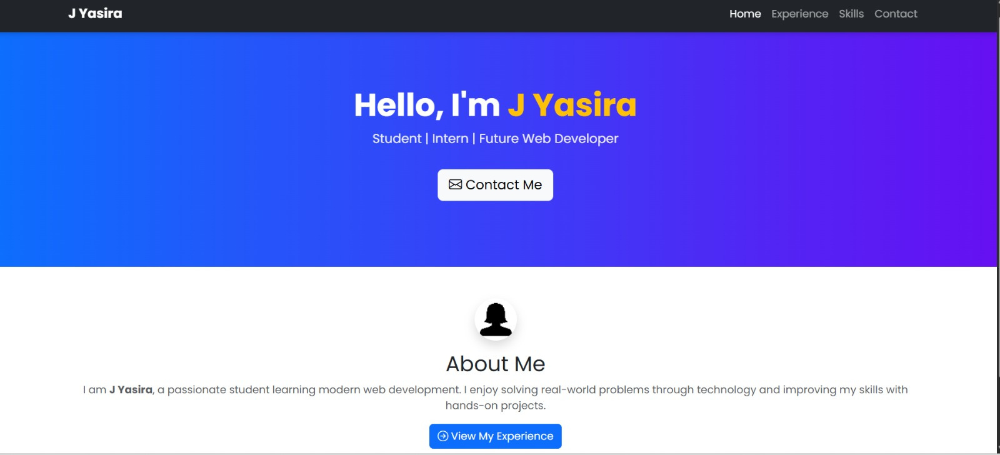 J Yasira
Home Experience Skills Contact
Hello, I'm J Yasira
Student | Intern | Future Web Developer
Contact Me
About Me
I am J Yasira, a passionate student learning modern web development. I enjoy solving real-world problems through technology and improving my skills with
hands-on projects.
View My Experience